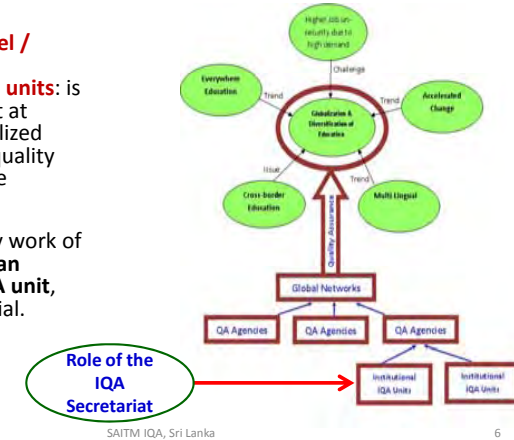 el /
units: is
t at
lized
quality
e
y work of
an
A unit,
ial.
Higher Job un-
security due to
high demand
Challenge
Everywhere
Education
Trend
Trend
Accelerated
Change
Globalization &
Diversification of
Education
Issue
Trend
Cross-border
Education
Multi Lingual
Quality Assurance
Global Networks
QA Agencies
QA Agencies
QA Agencies
Role of the
IQA
Secretariat
Institutional
IQA Units
Institutional
IQA Units
SAITM IQA, Sri Lanka
6